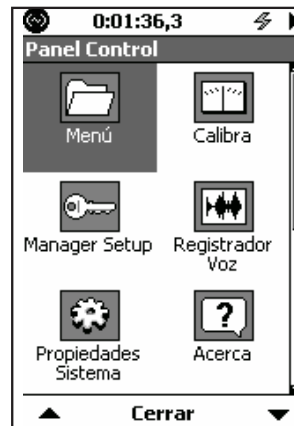 0:01:36,3
Panel Control
Menú
Calibra
Manager Setup
Registrador
Voz
Propiedades
Sistema
?
Acerca
Cerrar